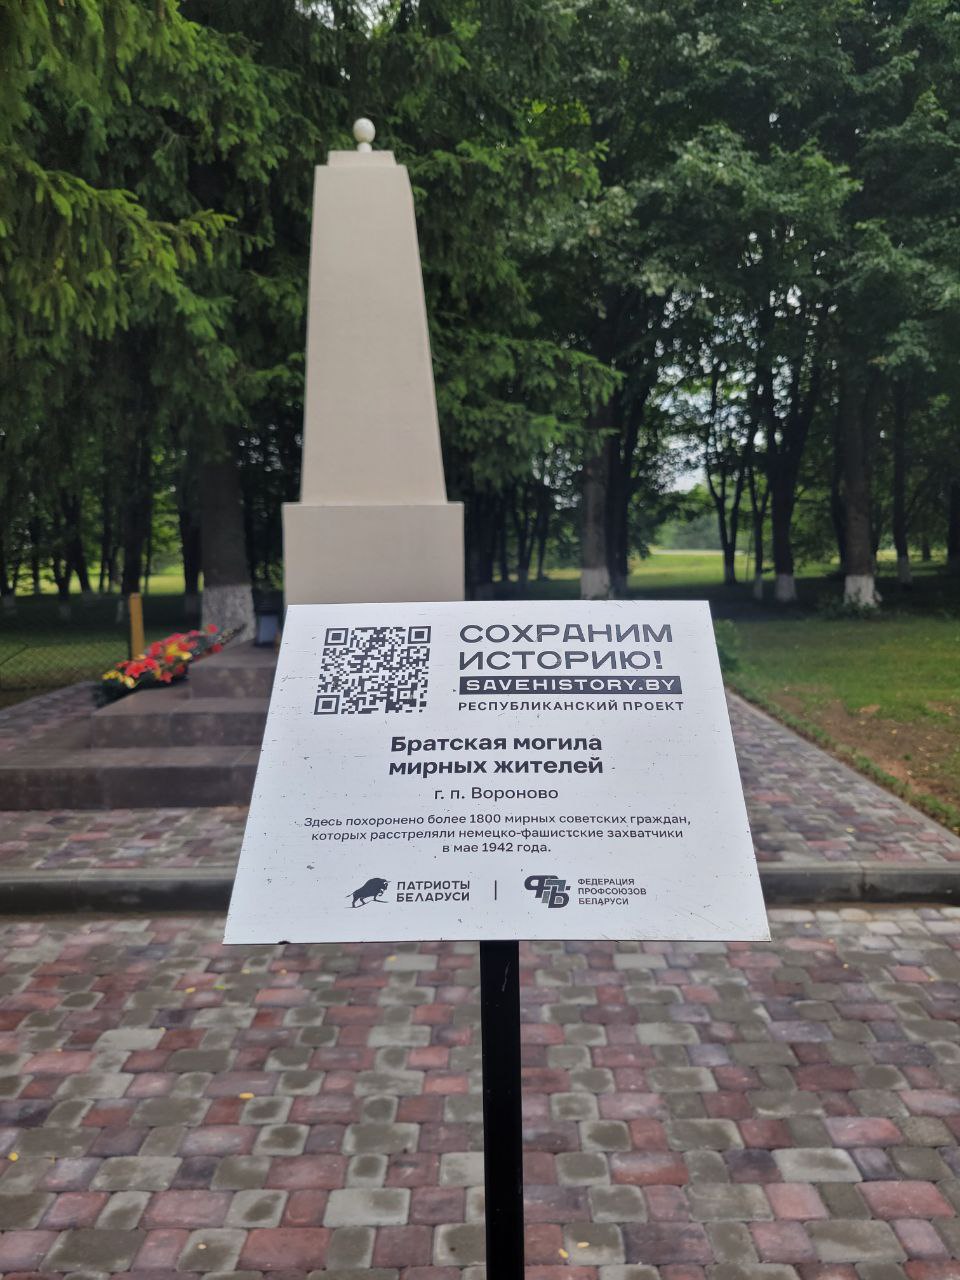 СОХРАНИМ
ИСТОРИЮ!
SAVEHISTORY.BY
РЕСПУБЛИКАНСКИЙ ПРОЕКТ
Братская могила
мирных жителей
г. п. Вороново
Здесь похоронено более 1800 мирных советских граждан,
которых расстреляли немецко-фашистские захватчики
в мае 1942 года.
ПАТРИОТЫ
БЕЛАРУСИ
ФПБ
ФЕДЕРАЦИЯ
ПРОФСОЮЗОВ
БЕЛАРУСИ